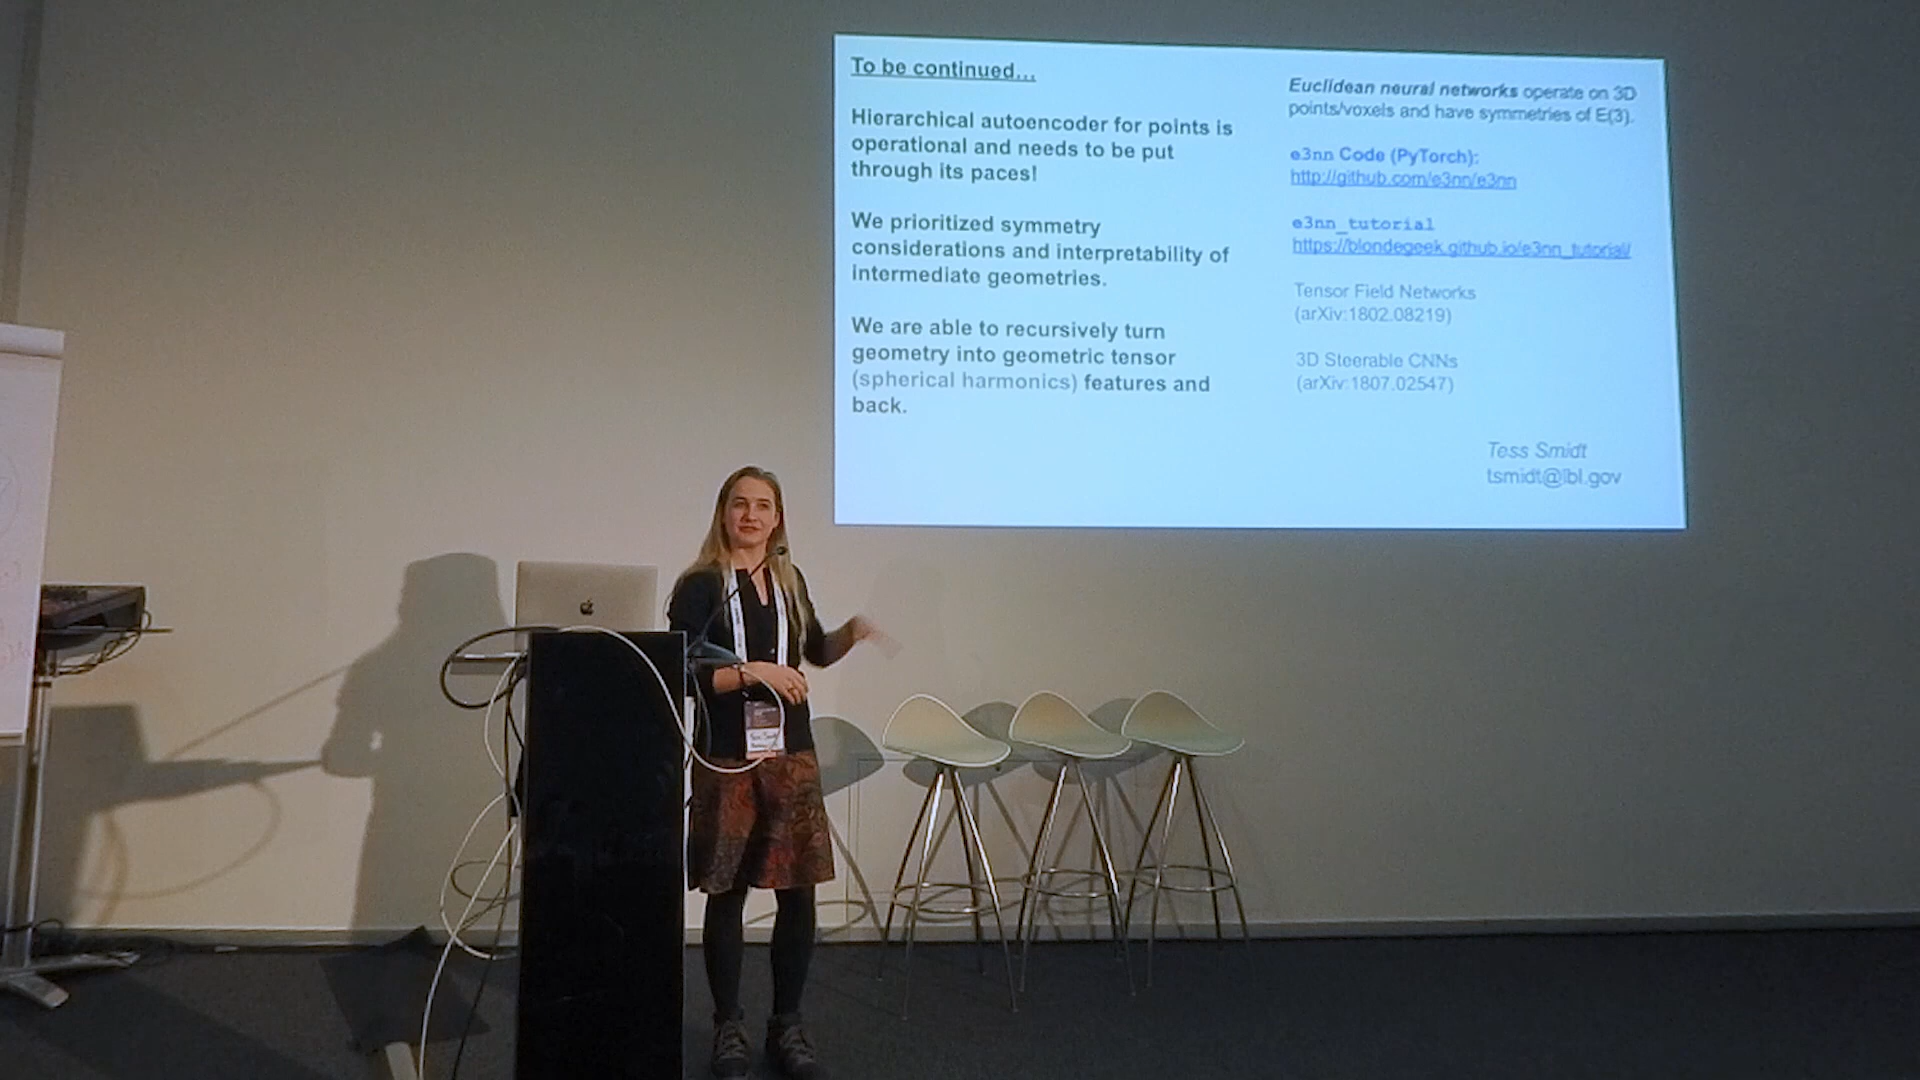 To be continued...
Hierarchical autoencoder for points is
operational and needs to be put
through its paces!
We prioritized symmetry
considerations and interpretability of
intermediate geometries.
We are able to recursively turn
geometry into geometric tensor
(spherical harmonics) features and
back.
Euclidean neural networks operate on 3D
points/voxels and have symmetries of E(3).
e3nn Code (PyTorch):
http://github.com/e3nn/e3nn
e3nn_tutorial
https://blondegeek.github.io/e3nn_tutorial/
Tensor Field Networks
(arXiv:1802.08219)
3D Steerable CNNs
(arXiv:1807.02547)
Tess Smidt
tsmidt@lbl.gov